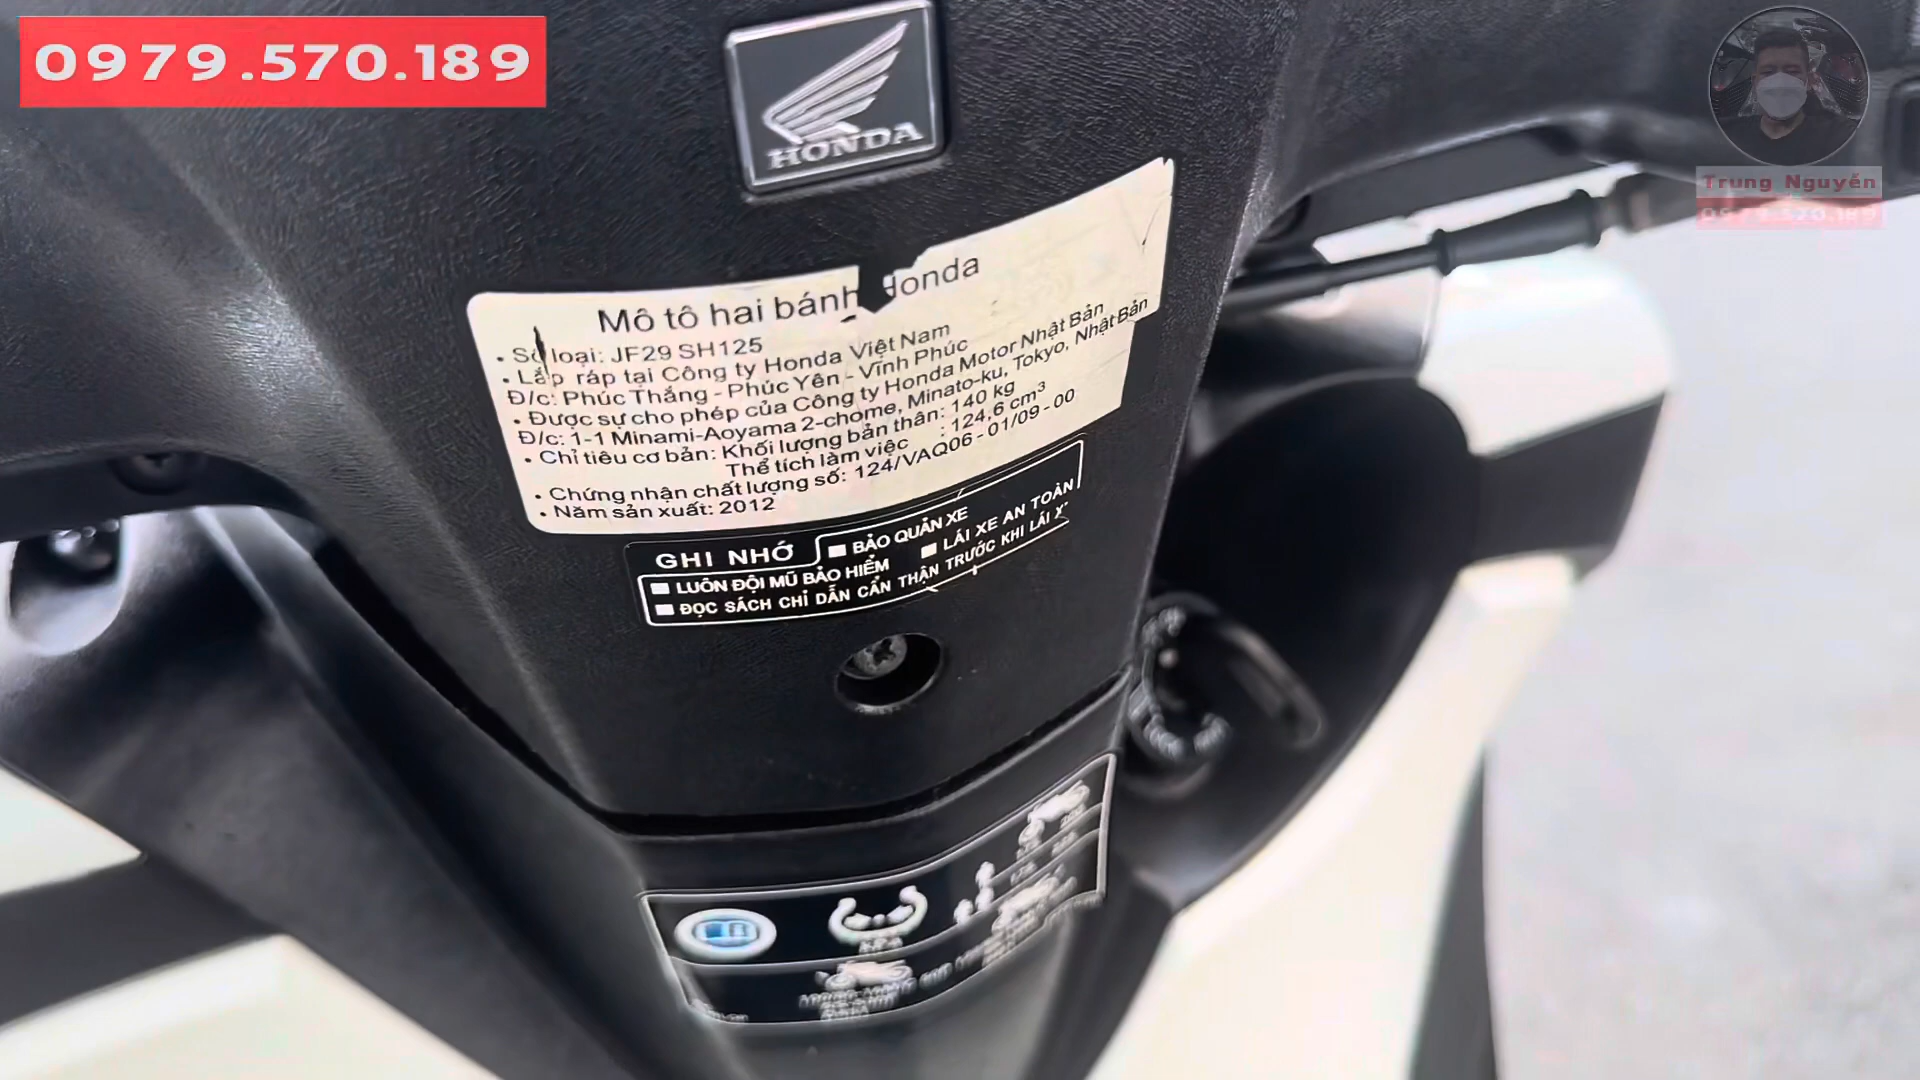 0979.570.189
HONDA
Trung Nguyễn
0979.570.189
Mô tô hai bánh Honda
• Số loại: JF29 SH125
• Lắp ráp tại Công ty Honda Việt Nam
Đ/c: Phúc Thắng - Phúc Yên - Vĩnh Phúc
• Được sự cho phép của Công ty Honda Motor Nhật Bản
Đ/c: 1-1 Minami-Aoyama 2-chome, Minato-ku, Tokyo, Nhật Bản
• Chỉ tiêu cơ bản: Khối lượng bản thân: 140 kg
Thể tích làm việc : 124,6 cm³
• Chứng nhận chất lượng số: 124/VAQ06 - 01/09 - 00
• Năm sản xuất: 2012
GHI NHỚ
BẢO QUẢN XE
LUÔN ĐỘI MŨ BẢO HIỂM
LÁI XE AN TOÀN
ĐỌC SÁCH CHỈ DẪN CẨN THẬN TRƯỚC KHI LÁI